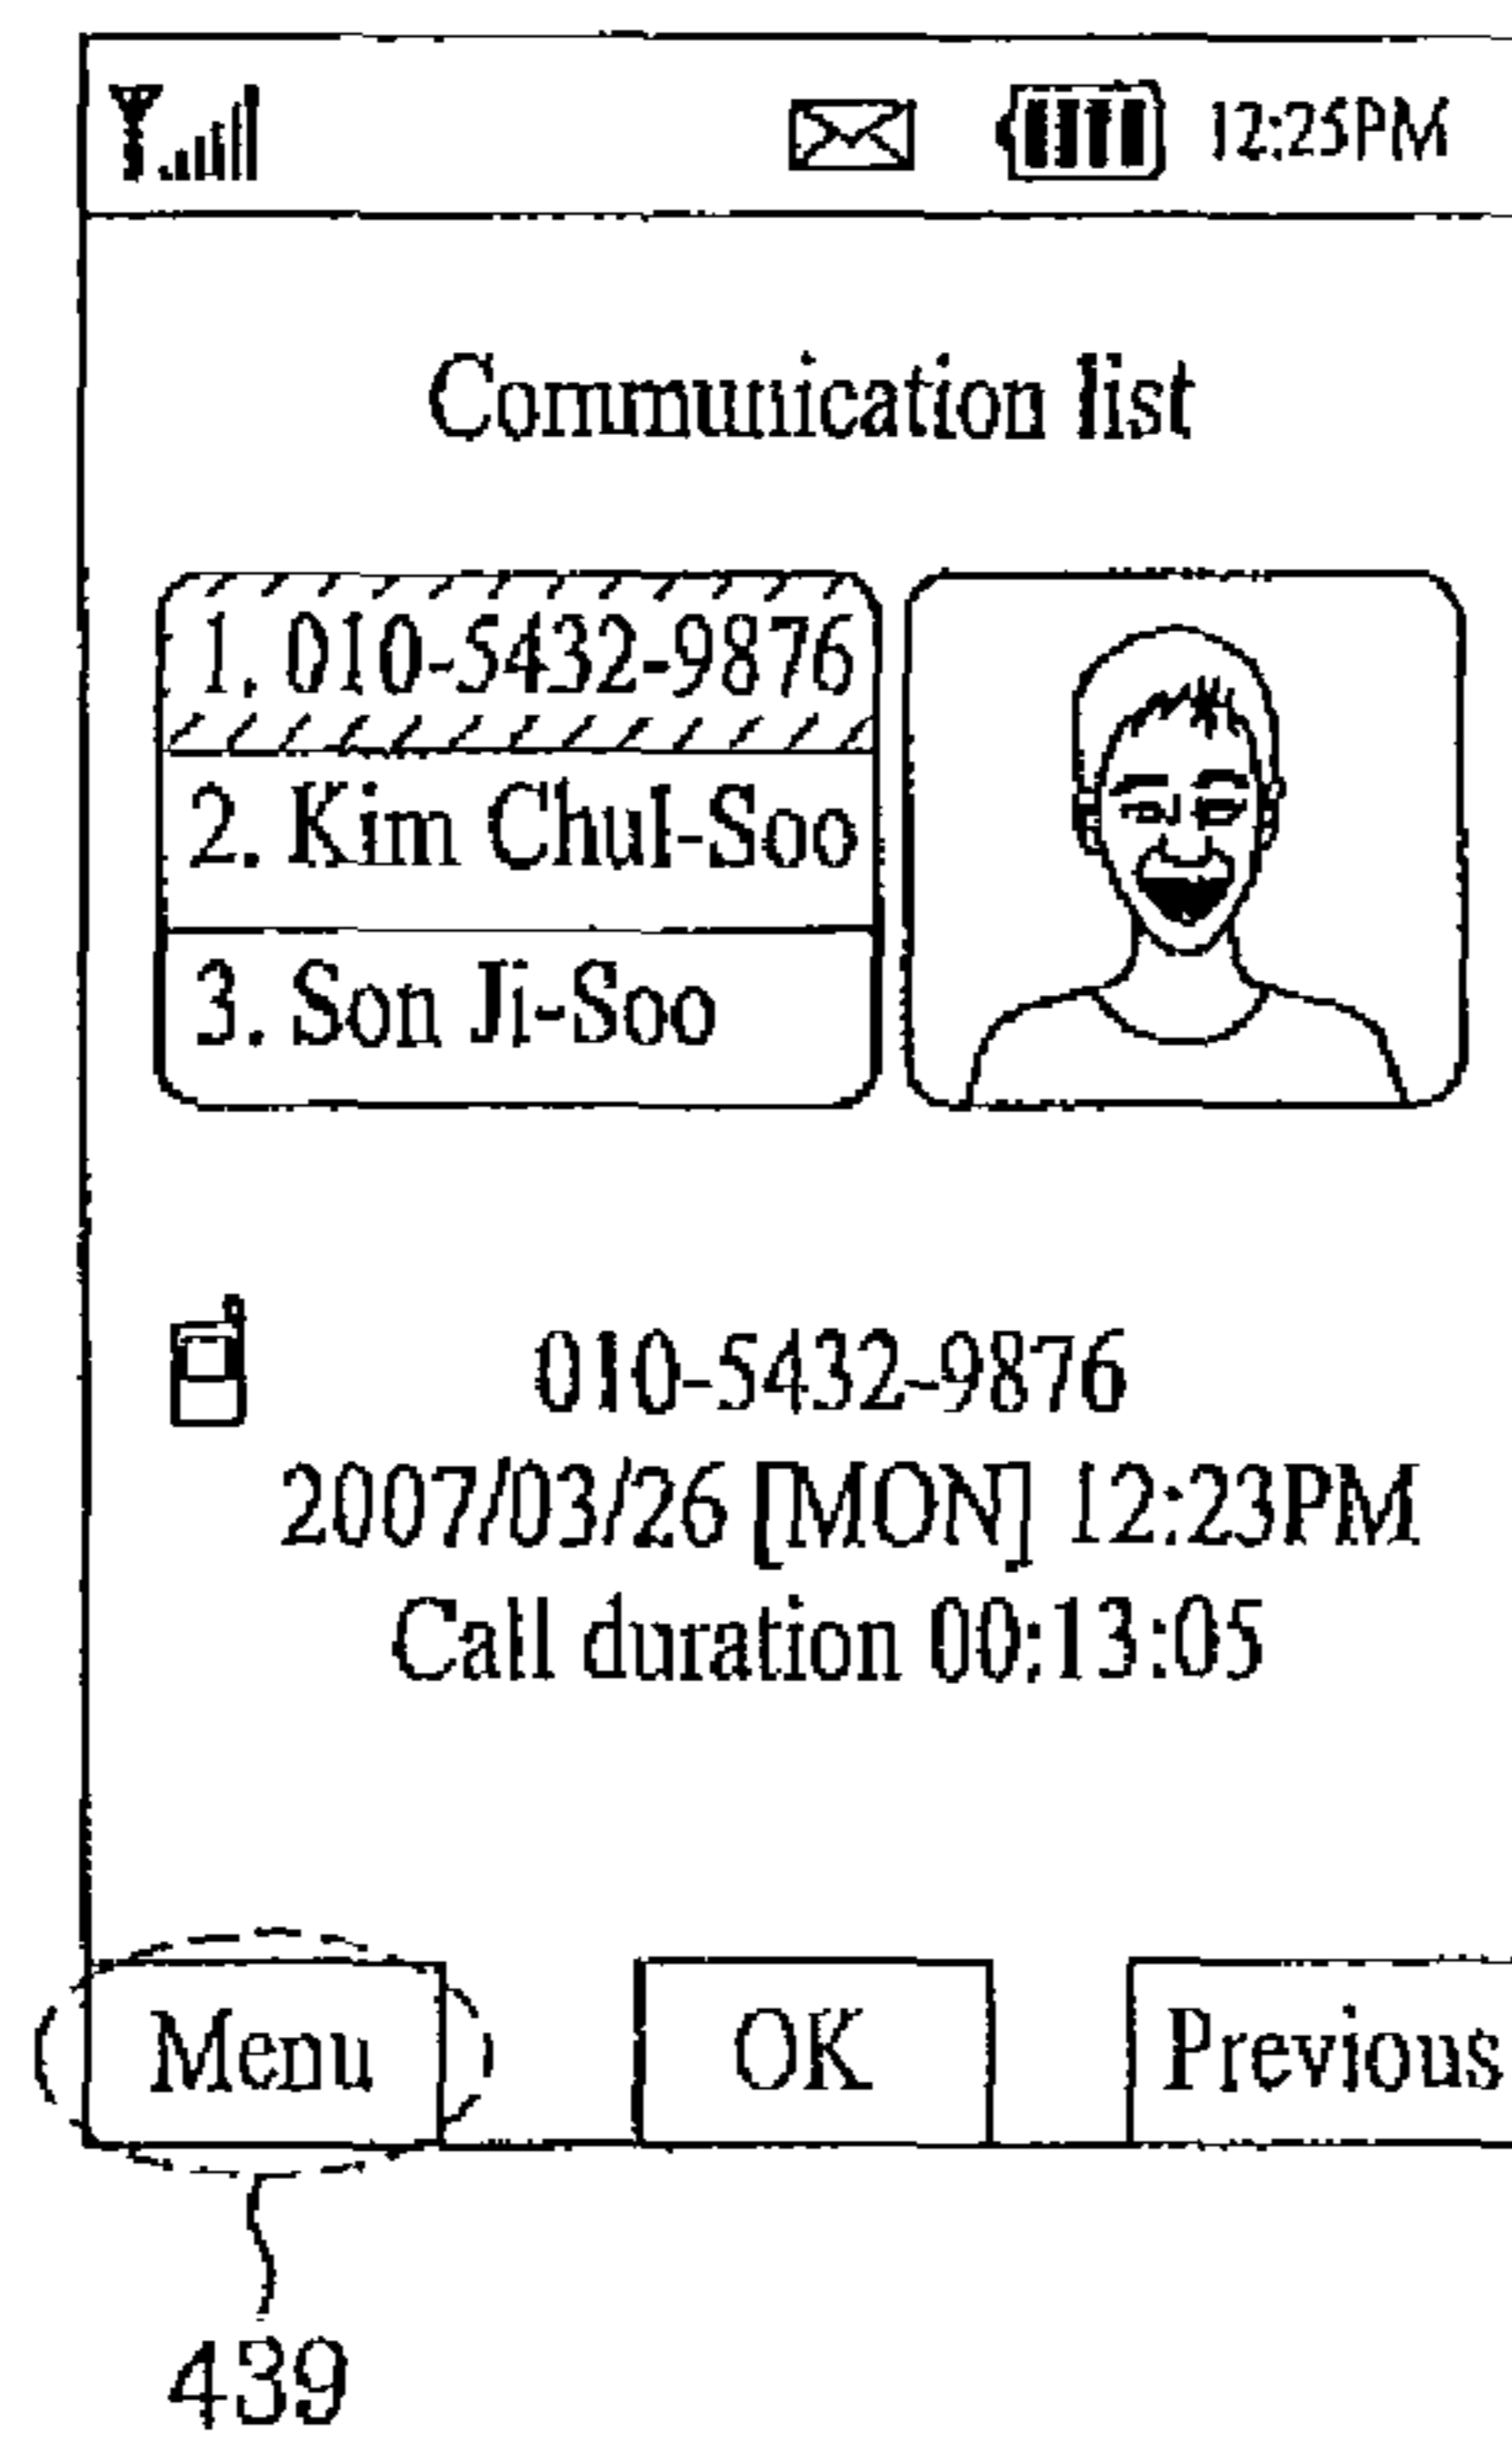 12:25PM
Communication list
1. 010-5432-9876
2. Kim Chul-Soo
3. Son Ji-Soo
010-5432-9876
2007/03/26 [MON] 12:23PM
Call duration 00:13:05
Menu OK Previous
439